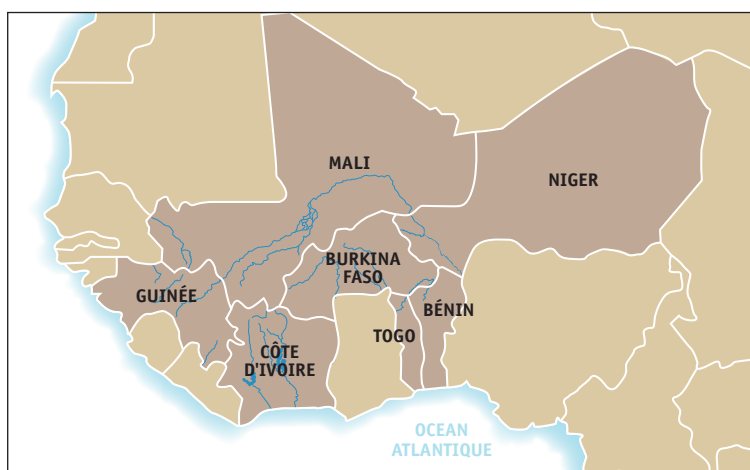 MALI
NIGER
BURKINA
FASO
GUINÉE
BÉNIN
TOGO
CÔTE
D'IVOIRE
OCEAN
ATLANTIQUE